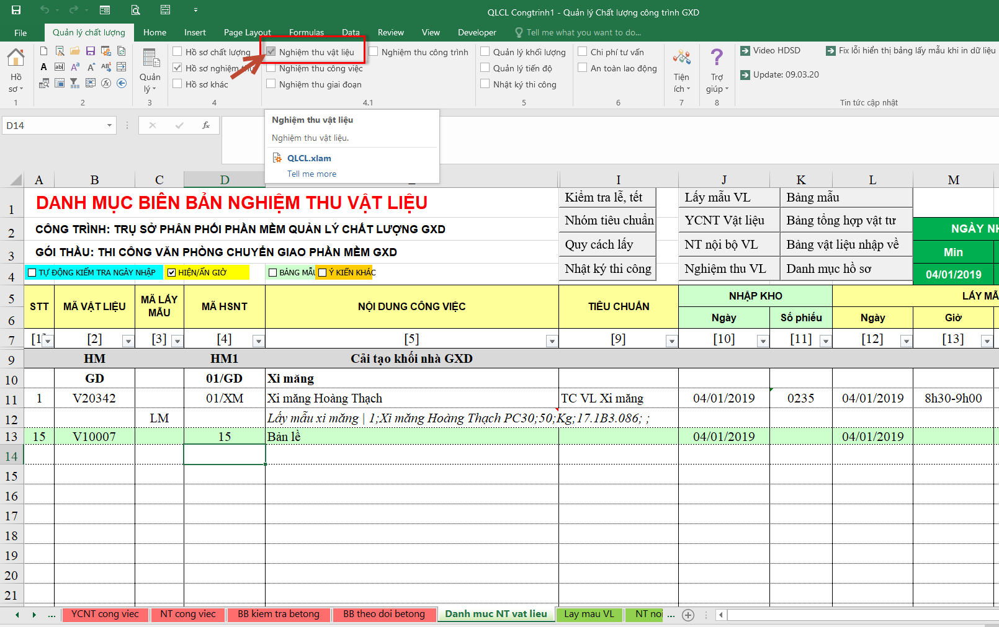 QLCL Congtrinh1 - Quản lý Chất lượng công trình GXD
File Quản lý chất lượng Home Insert Page Layout Formulas Data Review View Developer Tell me what you want to do...
Hồ sơ chất lượng Nghiệm thu vật liệu Nghiệm thu công trình Quản lý khối lượng Chi phí tư vấn Video HDSD Fix lỗi hiển thị bảng lấy mẫu khi in dữ liệu
Hồ sơ nghiệm thu Nghiệm thu công việc Quản lý tiến độ An toàn lao động
Hồ sơ khác Nghiệm thu giai đoạn Nhật ký thi công Update: 09.03.20
Hồ sơ Quản lý Tiện ích Trợ giúp
1 2 3 4 4.1 5 6 7 8 Tin tức cập nhật
D14 fx
Nghiệm thu vật liệu
Nghiệm thu vật liệu.
QLCL.xlam
Tell me more
A B C D I J K L M
1 DANH MỤC BIÊN BẢN NGHIỆM THU VẬT LIỆU Kiểm tra lễ, tết Lấy mẫu VL Bảng mẫu
2 CÔNG TRÌNH: TRỤ SỞ PHÂN PHỐI PHẦN MỀM QUẢN LÝ CHẤT LƯỢNG GXD Nhóm tiêu chuẩn YCNT Vật liệu Bảng tổng hợp vật tư NGÀY NH
3 GÓI THẦU: THI CÔNG VĂN PHÒNG CHUYỂN GIAO PHẦN MỀM GXD Quy cách lấy NT nội bộ VL Bảng vật liệu nhập về Min
4 TỰ ĐỘNG KIỂM TRA NGÀY NHẬP HIỆN/ẨN GIỜ BẢNG MẪU Ý KIẾN KHÁC Nhật ký thi công Nghiệm thu VL Danh mục hồ sơ 04/01/2019
5 STT MÃ VẬT LIỆU MÃ LẤY MẪU MÃ HSNT NỘI DUNG CÔNG VIỆC TIÊU CHUẨN NHẬP KHO LẤY MẪ
6 Ngày Số phiếu Ngày Giờ
7 [1] [2] [3] [4] [5] [9] [10] [11] [12] [13]
9 HM HM1 Cải tạo khối nhà GXD
10 GD 01/GD Xi măng
11 1 V20342 01/XM Xi măng Hoàng Thạch TC VL Xi măng 04/01/2019 0235 04/01/2019 8h30-9h00
12 LM Lấy mẫu xi măng | 1;Xi măng Hoàng Thạch PC30;50;Kg;17.1B3.086; ;
13 15 V10007 15 Bản lề 04/01/2019 04/01/2019
14
15
16
17
18
19
20
21
... YCNT cong viec NT cong viec BB kiem tra betong BB theo doi betong Danh muc NT vat lieu Lay mau VL NT noi ...